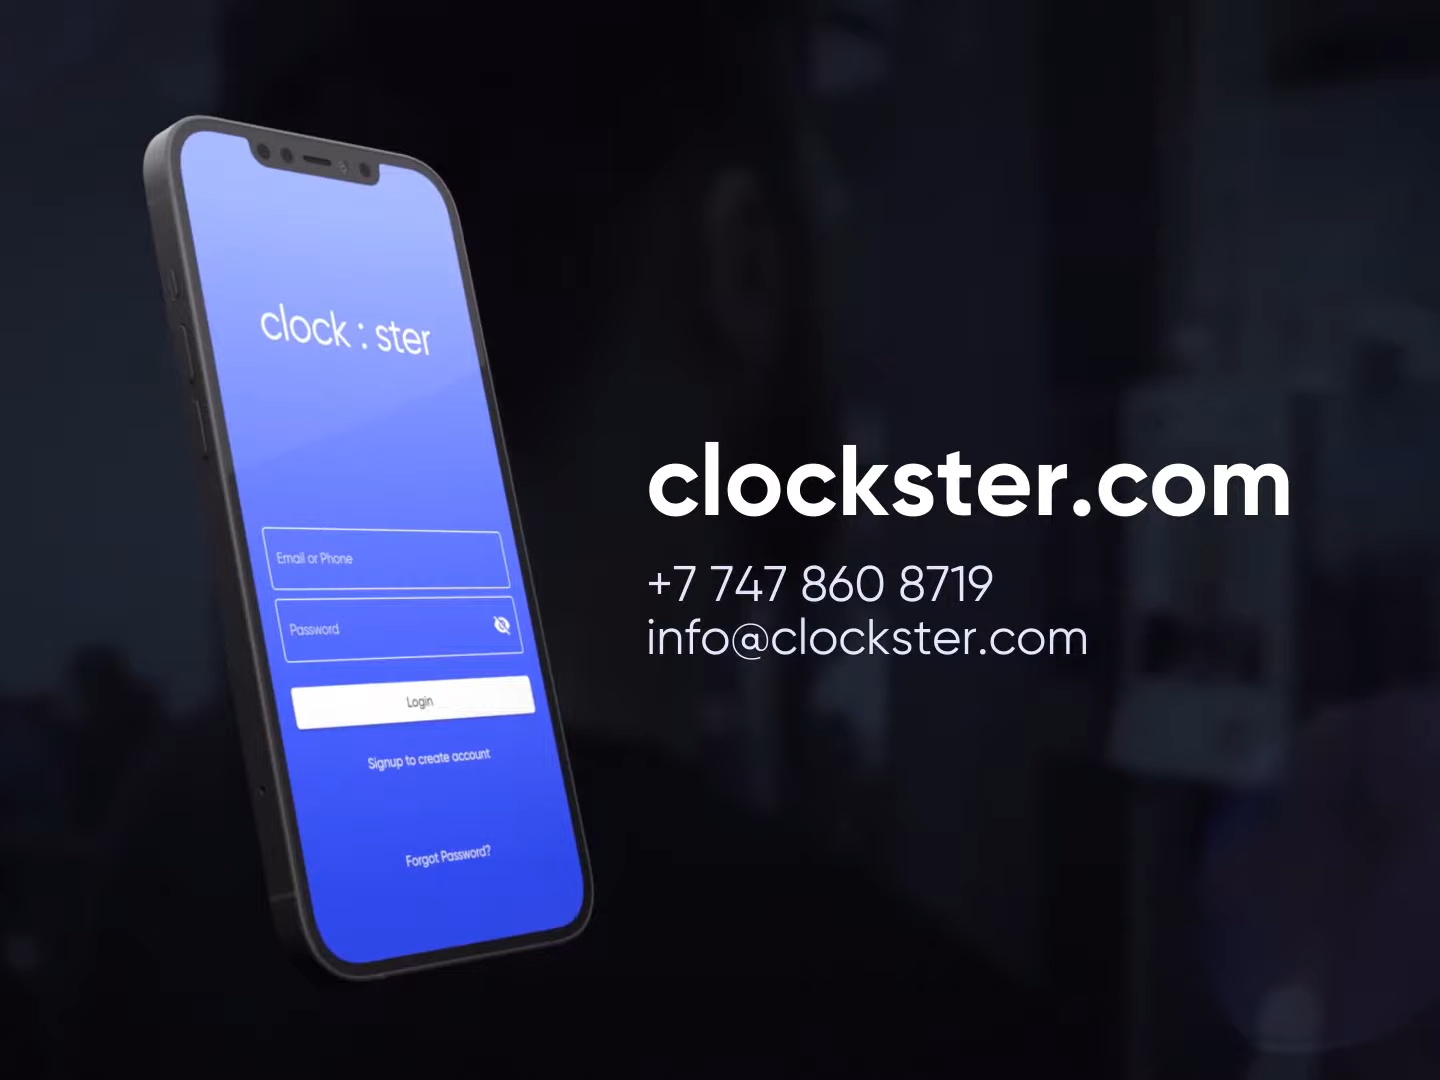 clock : ster
Email or Phone
Password
Login
Signup to create account
Forgot Password?
clockster.com
+7 747 860 8719
info@clockster.com